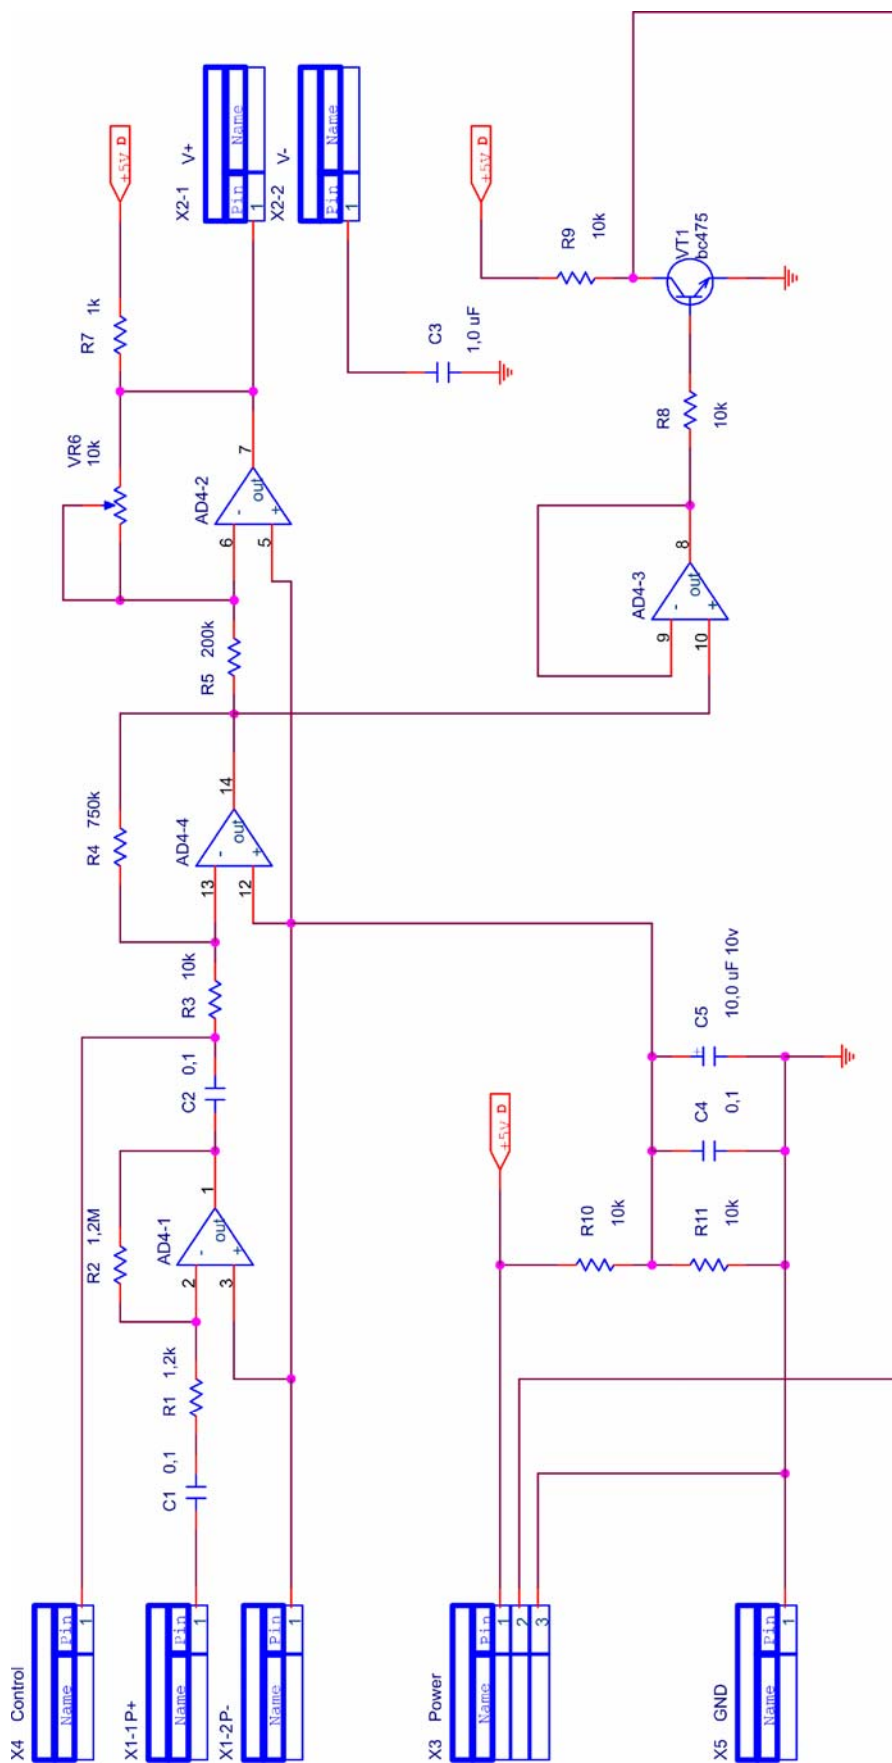 X4 Control
Name Pin
1
X1-1P+
Name Pin
1
X1-2P-
Name Pin
1
C1 0,1
R1 1,2k
R2 1,2M
AD4-1
2
3
-
+
out
1
C2 0,1
R3 10k
R4 750k
AD4-4
13
12
-
+
out
14
R5 200k
VR6
10k
AD4-2
6
5
-
+
out
7
R7 1k
+5V D
X2-1 V+
Pin Name
1
X2-2 V-
Pin Name
1
C3
1,0 uF
X3 Power
Name Pin
1
2
3
+5V D
R10
10k
R11
10k
C4
0,1
C5
10,0 uF 10v
+
AD4-3
9
10
-
+
out
8
R8
10k
R9
10k
+5V D
VT1
bc475
X5 GND
Name Pin
1